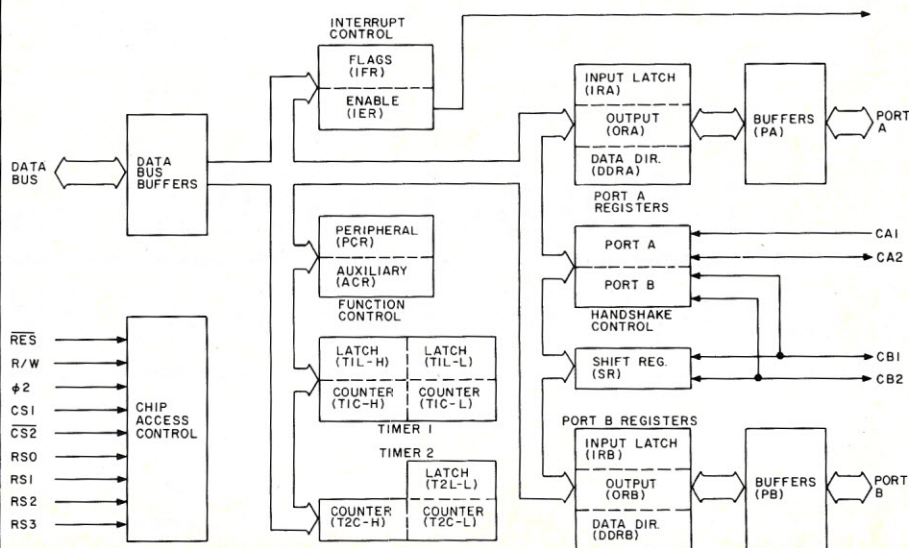 INTERRUPT
CONTROL
FLAGS
(IFR)
ENABLE
(IER)
INPUT LATCH
(IRA)
OUTPUT
(ORA)
DATA DIR.
(DDRA)
BUFFERS
(PA)
PORT
A
DATA
BUS
DATA
BUS
BUFFERS
PORT A
REGISTERS
PERIPHERAL
(PCR)
AUXILIARY
(ACR)
FUNCTION
CONTROL
PORT A
PORT B
HANDSHAKE
CONTROL
CA1
CA2
RES
R/W
ϕ2
CS1
CS2
RS0
RS1
RS2
RS3
CHIP
ACCESS
CONTROL
LATCH
(T1L-H)
LATCH
(T1L-L)
COUNTER
(T1C-H)
COUNTER
(T1C-L)
TIMER 1
SHIFT REG.
(SR)
CB1
CB2
TIMER 2
LATCH
(T2L-L)
COUNTER
(T2C-H)
COUNTER
(T2C-L)
PORT B REGISTERS
INPUT LATCH
(IRB)
OUTPUT
(ORB)
DATA DIR.
(DDRB)
BUFFERS
(PB)
PORT
B